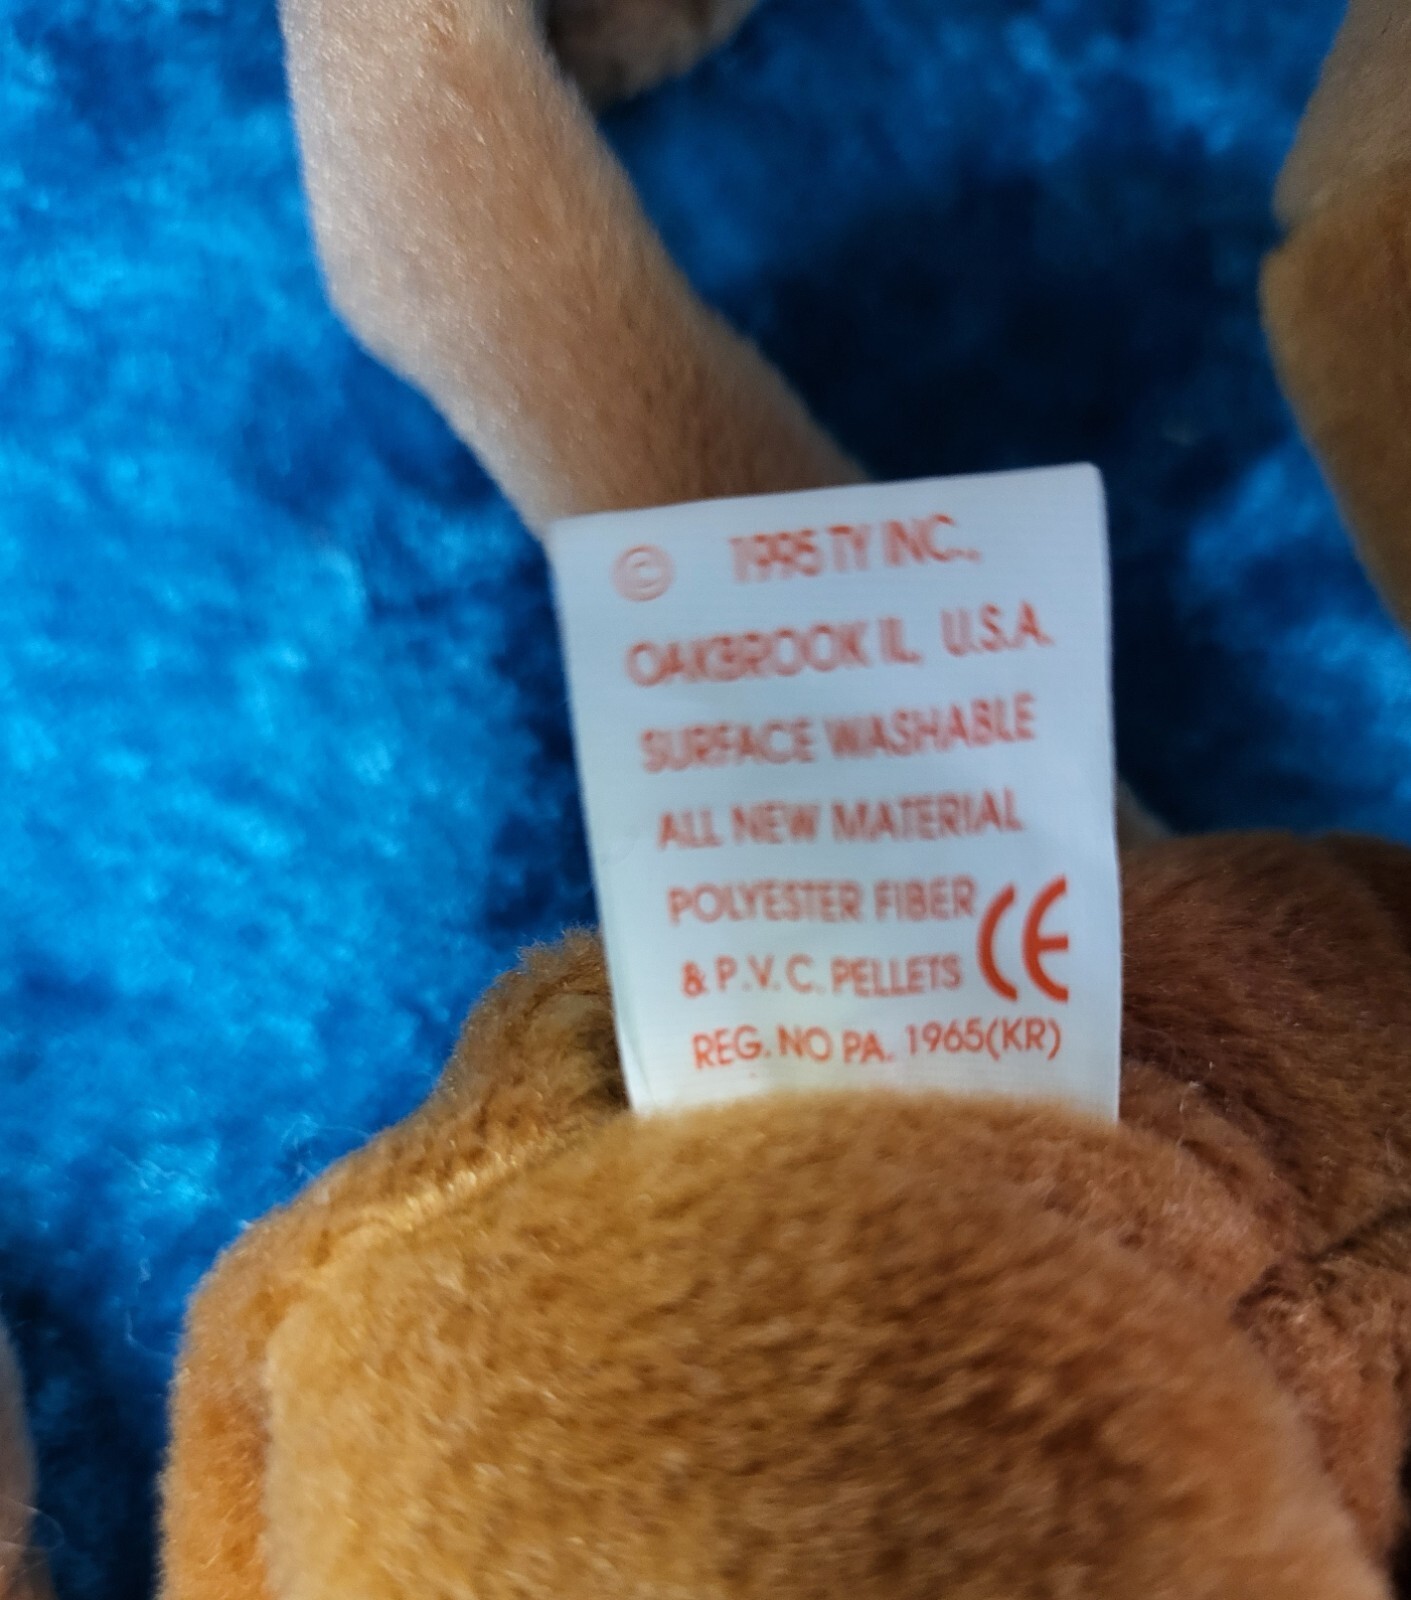 © 1995 TY INC.,
OAKBROOK IL. U.S.A.
SURFACE WASHABLE
ALL NEW MATERIAL
POLYESTER FIBER
& P.V.C. PELLETS CE
REG. NO PA. 1965(KR)